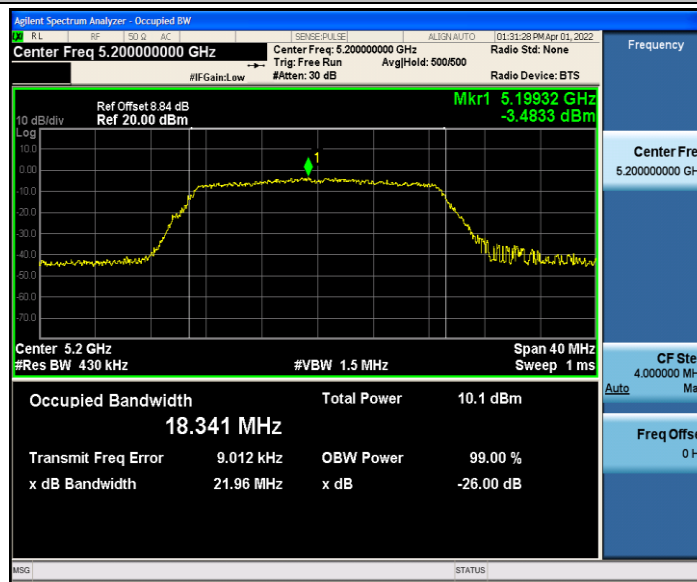 Agilent Spectrum Analyzer - Occupied BW
RL RF 50 Ω AC SENSE:PULSE ALIGN AUTO 01:31:28 PM Apr 01, 2022
Center Freq 5.200000000 GHz Center Freq: 5.200000000 GHz Radio Std: None
Trig: Free Run Avg|Hold: 500/500
#IFGain:Low #Atten: 30 dB Radio Device: BTS
Frequency
Ref Offset 8.84 dB Mkr1 5.19932 GHz
10 dB/div Ref 20.00 dBm -3.4833 dBm
Log
10.0
1
0.00
-10.0
-20.0
-30.0
-40.0
-50.0
-60.0
-70.0
Center 5.2 GHz Span 40 MHz
#Res BW 430 kHz #VBW 1.5 MHz Sweep 1 ms
Occupied Bandwidth Total Power 10.1 dBm
18.341 MHz
Transmit Freq Error 9.012 kHz OBW Power 99.00 %
x dB Bandwidth 21.96 MHz x dB -26.00 dB
Center Fre
5.200000000 GH
CF Ste
4.000000 MH
Auto Ma
Freq Offse
0 H
MSG STATUS